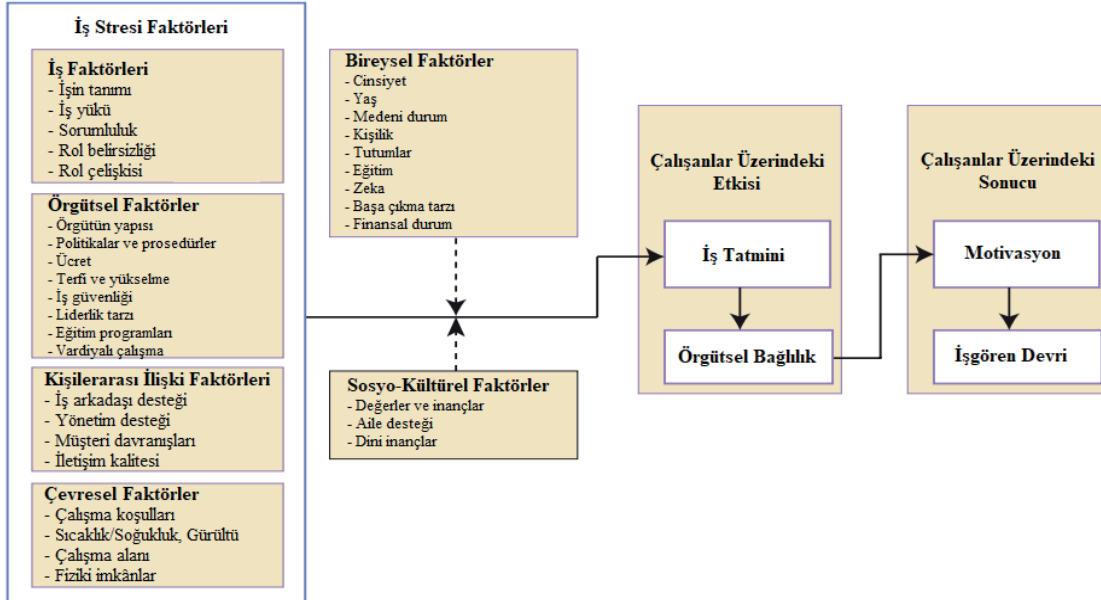 İş Stresi Faktörleri
İş Faktörleri
- İşin tanımı
- İş yükü
- Sorumluluk
- Rol belirsizliği
- Rol çelişkisi
Örgütsel Faktörler
- Örgütün yapısı
- Politikalar ve prosedürler
- Ücret
- Terfi ve yükselme
- İş güvenliği
- Liderlik tarzı
- Eğitim programları
- Vardiyalı çalışma
Kişilerarası İlişki Faktörleri
- İş arkadaşı desteği
- Yönetim desteği
- Müşteri davranışları
- İletişim kalitesi
Çevresel Faktörler
- Çalışma koşulları
- Sıcaklık/Soğukluk, Gürültü
- Çalışma alanı
- Fiziki imkânlar
Bireysel Faktörler
- Cinsiyet
- Yaş
- Medeni durum
- Kişilik
- Tutumlar
- Eğitim
- Zeka
- Başa çıkma tarzı
- Finansal durum
Sosyo-Kültürel Faktörler
- Değerler ve inançlar
- Aile desteği
- Dini inançlar
Çalışanlar Üzerindeki
Etkisi
İş Tatmini
Örgütsel Bağlılık
Çalışanlar Üzerindeki
Sonucu
Motivasyon
İşgören Devri